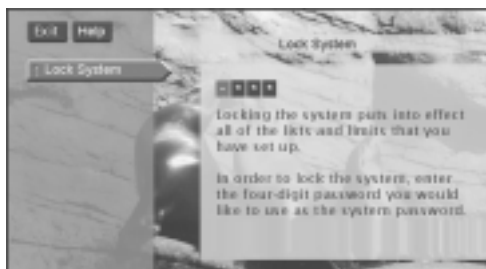 Exit Help
Lock System
: Lock System
- * * *
Locking the system puts into effect
all of the lists and limits that you
have set up.
In order to lock the system, enter
the four-digit password you would
like to use as the system password.